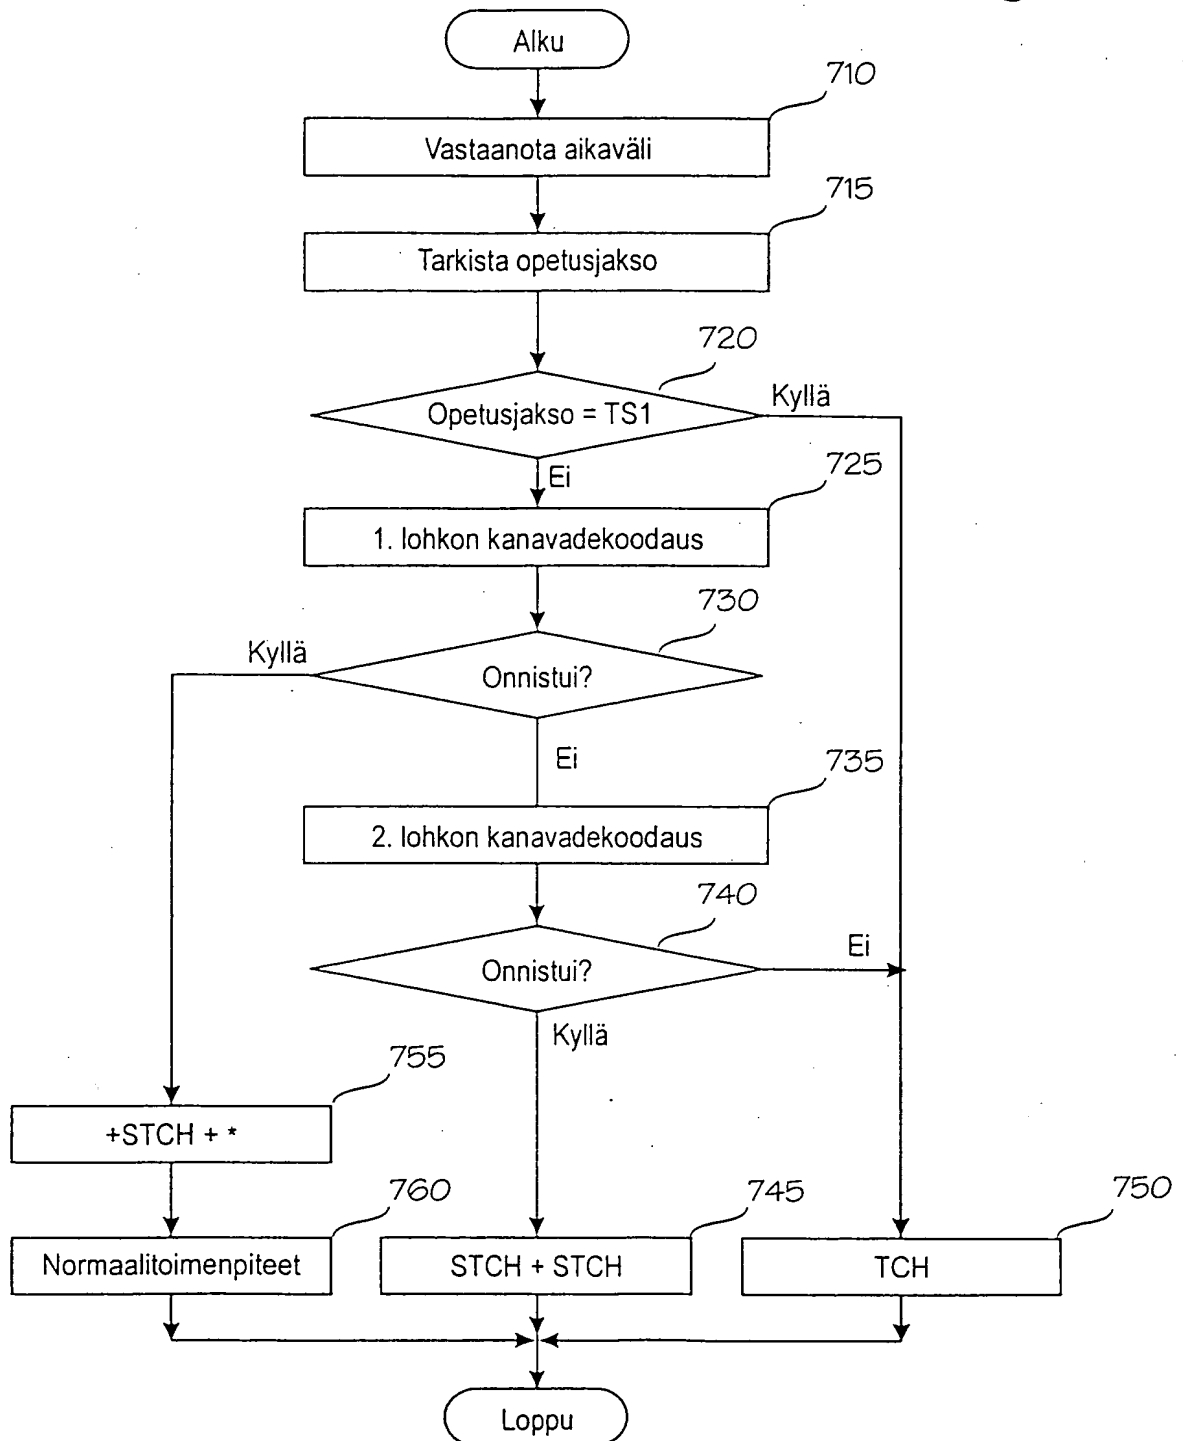 Alku
710
Vastaanota aikaväli
715
Tarkista opetusjakso
720
Opetusjakso = TS1
Kyllä
Ei
725
1. lohkon kanavadekoodaus
730
Kyllä
Onnistui?
Ei
735
2. lohkon kanavadekoodaus
740
Onnistui?
Ei
Kyllä
755
+STCH + *
760
745
750
Normaalitoimenpiteet
STCH + STCH
TCH
Loppu